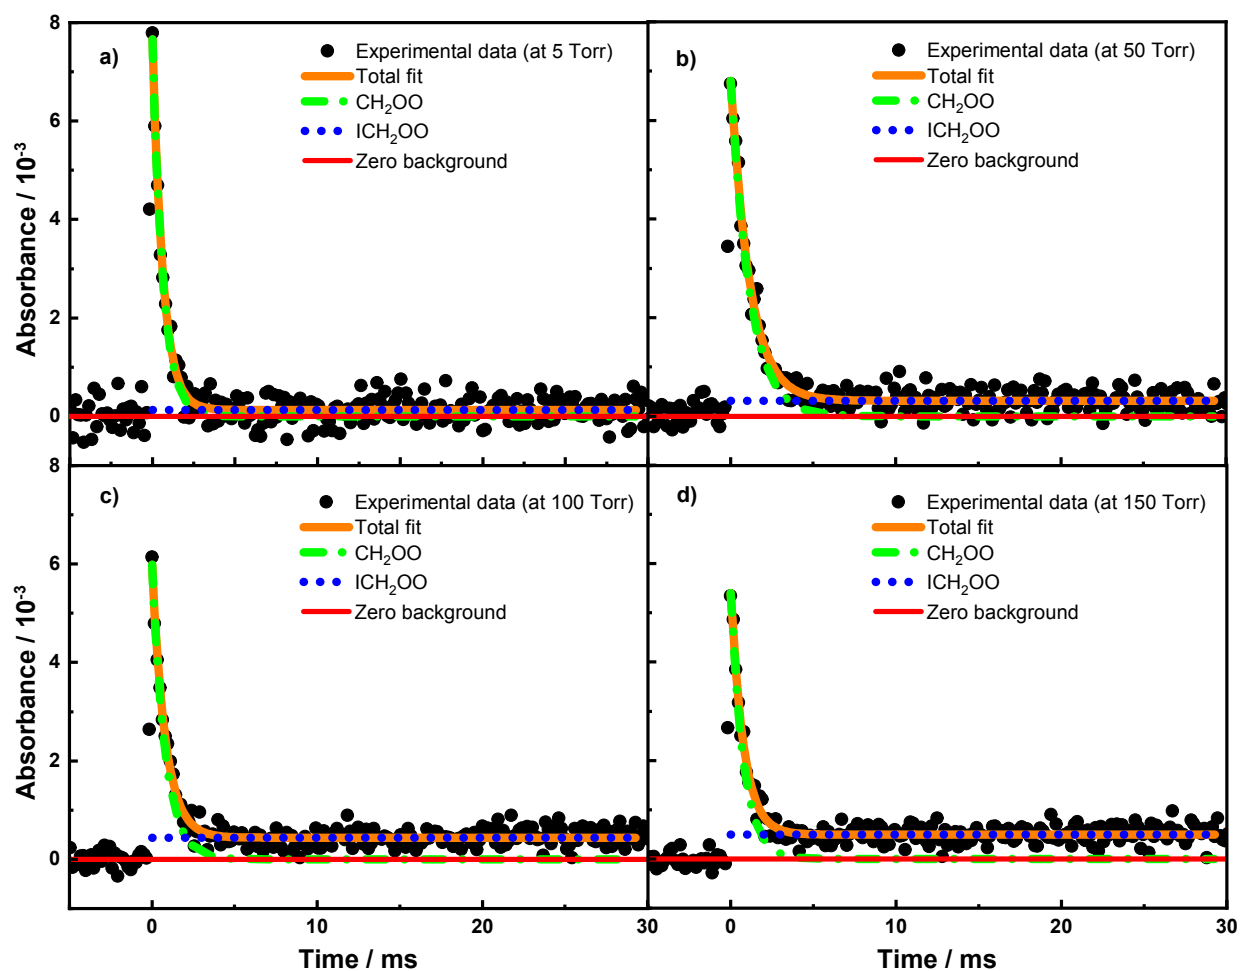 a)
Experimental data (at 5 Torr)
Total fit
CH₂OO
ICH₂OO
Zero background
8
6
4
2
0
Absorbance / 10⁻³
b)
Experimental data (at 50 Torr)
Total fit
CH₂OO
ICH₂OO
Zero background
c)
Experimental data (at 100 Torr)
Total fit
CH₂OO
ICH₂OO
Zero background
8
6
4
2
0
Absorbance / 10⁻³
0 10 20 30
Time / ms
d)
Experimental data (at 150 Torr)
Total fit
CH₂OO
ICH₂OO
Zero background
0 10 20 30
Time / ms